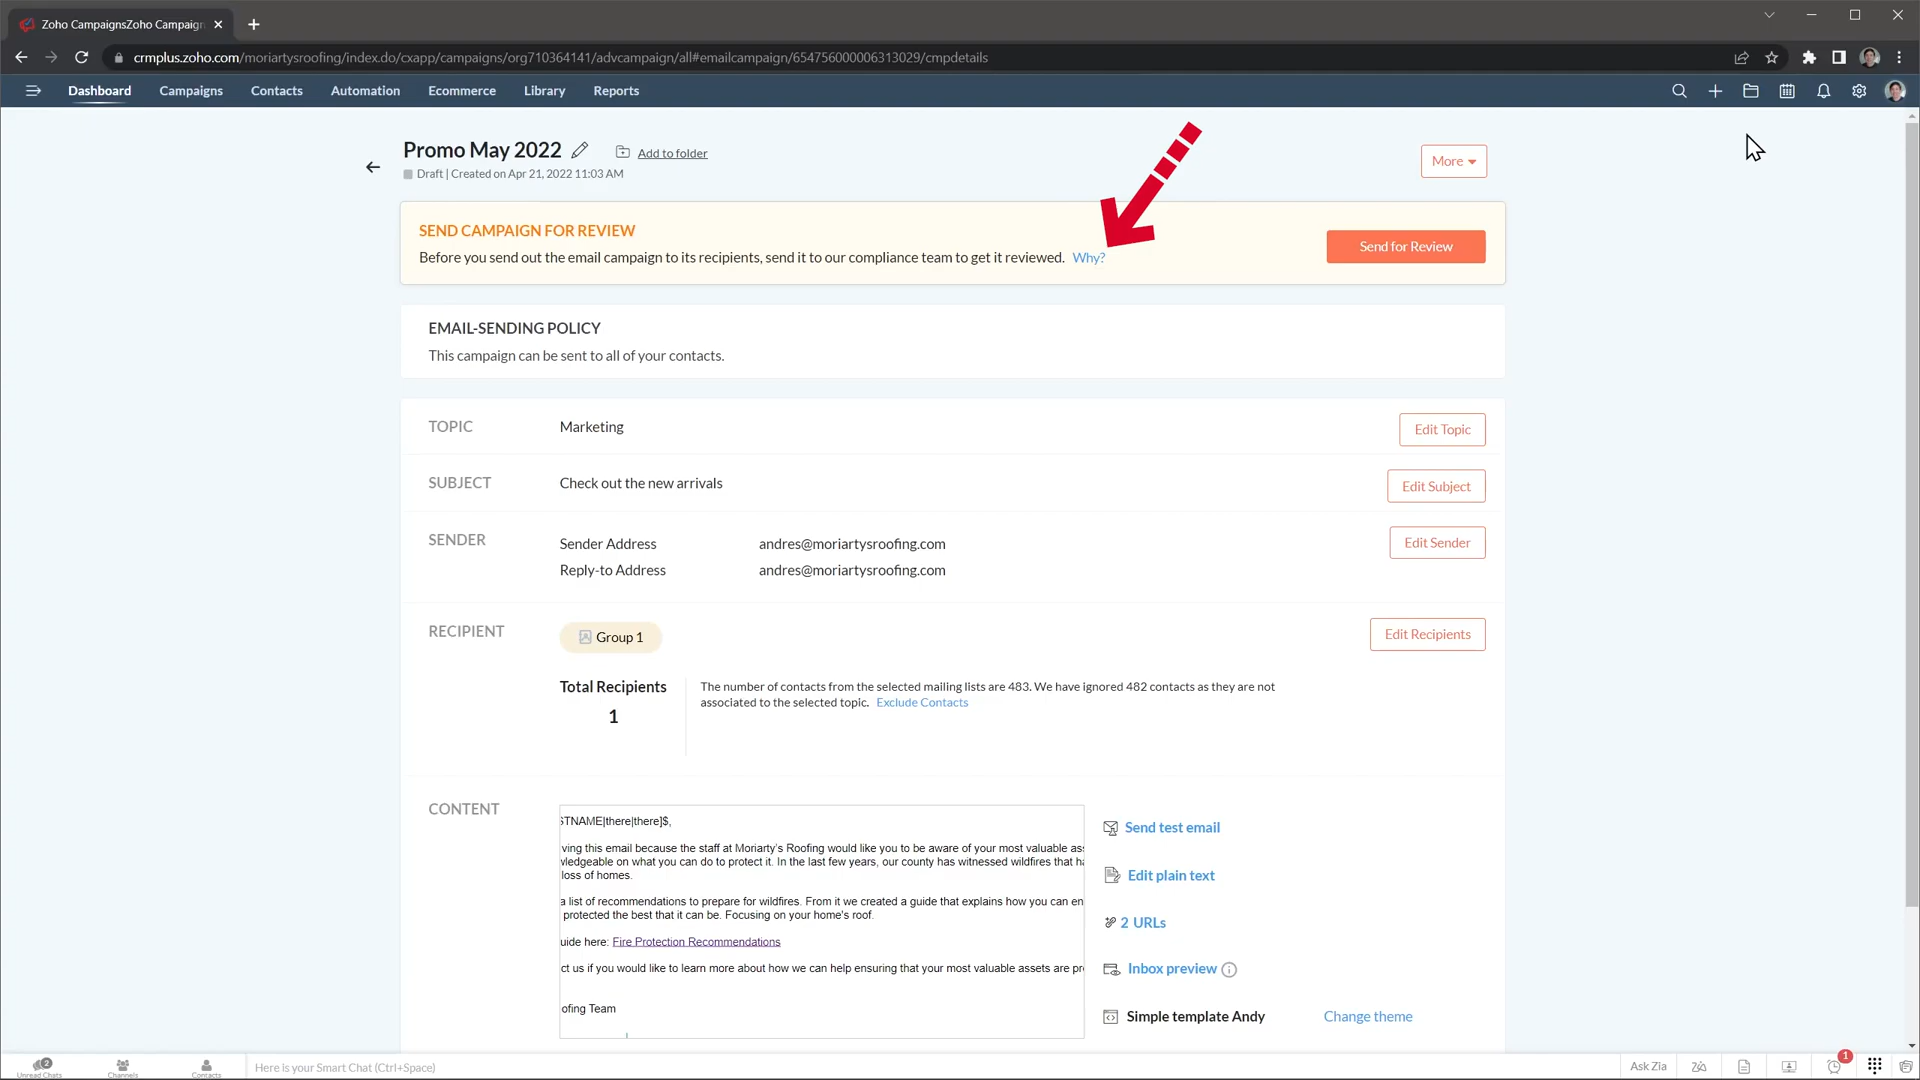 Zoho CampaignsZoho Campaign
crmplus.zoho.com/moriartysroofing/index.do/cxapp/campaigns/org710364141/advcampaign/all#emailcampaign/654756000006313029/cmpdetails
Dashboard Campaigns Contacts Automation Ecommerce Library Reports
Promo May 2022 Add to folder
Draft | Created on Apr 21, 2022 11:03 AM
More
SEND CAMPAIGN FOR REVIEW
Before you send out the email campaign to its recipients, send it to our compliance team to get it reviewed. Why?
Send for Review
EMAIL-SENDING POLICY
This campaign can be sent to all of your contacts.
TOPIC Marketing Edit Topic
SUBJECT Check out the new arrivals Edit Subject
SENDER Sender Address andres@moriartysroofing.com Edit Sender
Reply-to Address andres@moriartysroofing.com
RECIPIENT Group 1 Edit Recipients
Total Recipients
1
The number of contacts from the selected mailing lists are 483. We have ignored 482 contacts as they are not
associated to the selected topic. Exclude Contacts
CONTENT
STNAME|there|there]$,
ving this email because the staff at Moriarty's Roofing would like you to be aware of your most valuable as
wledgeable on what you can do to protect it. In the last few years, our county has witnessed wildfires that ha
loss of homes.
a list of recommendations to prepare for wildfires. From it we created a guide that explains how you can en
protected the best that it can be. Focusing on your home's roof.
uide here: Fire Protection Recommendations
ct us if you would like to learn more about how we can help ensuring that your most valuable assets are pr
ofing Team
Send test email
Edit plain text
2 URLs
Inbox preview
Simple template Andy Change theme
2
Unread Chats Channels Contacts
Here is your Smart Chat (Ctrl+Space)
Ask Zia
1